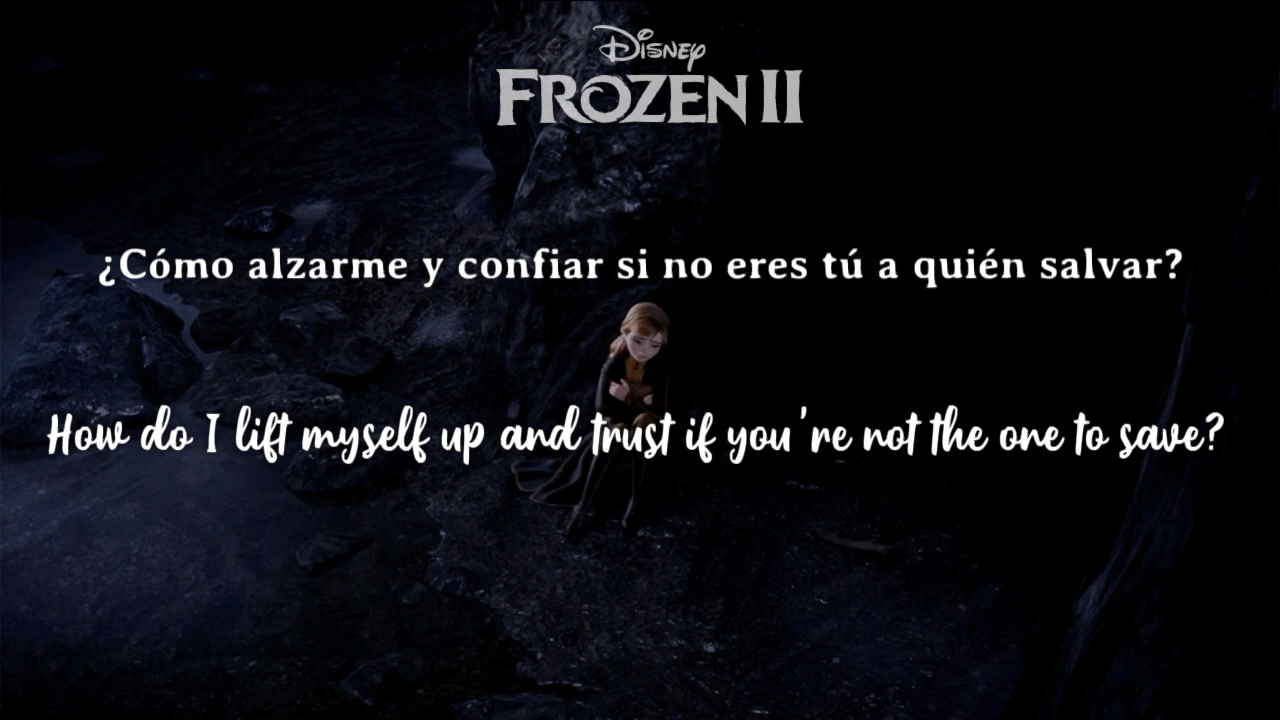 Disney
FROZEN II
¿Cómo alzarme y confiar si no eres tú a quién salvar?
How do I lift myself up and trust if you're not the one to save?